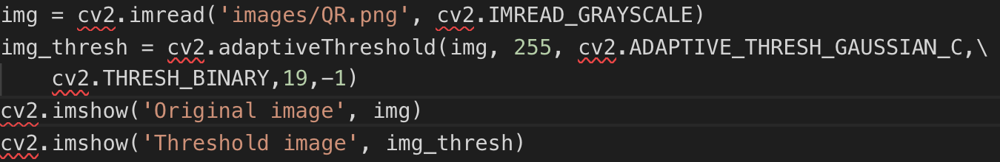 img = cv2.imread('images/QR.png', cv2.IMREAD_GRAYSCALE)
img_thresh = cv2.adaptiveThreshold(img, 255, cv2.ADAPTIVE_THRESH_GAUSSIAN_C,\
    cv2.THRESH_BINARY,19,-1)
cv2.imshow('Original image', img)
cv2.imshow('Threshold image', img_thresh)